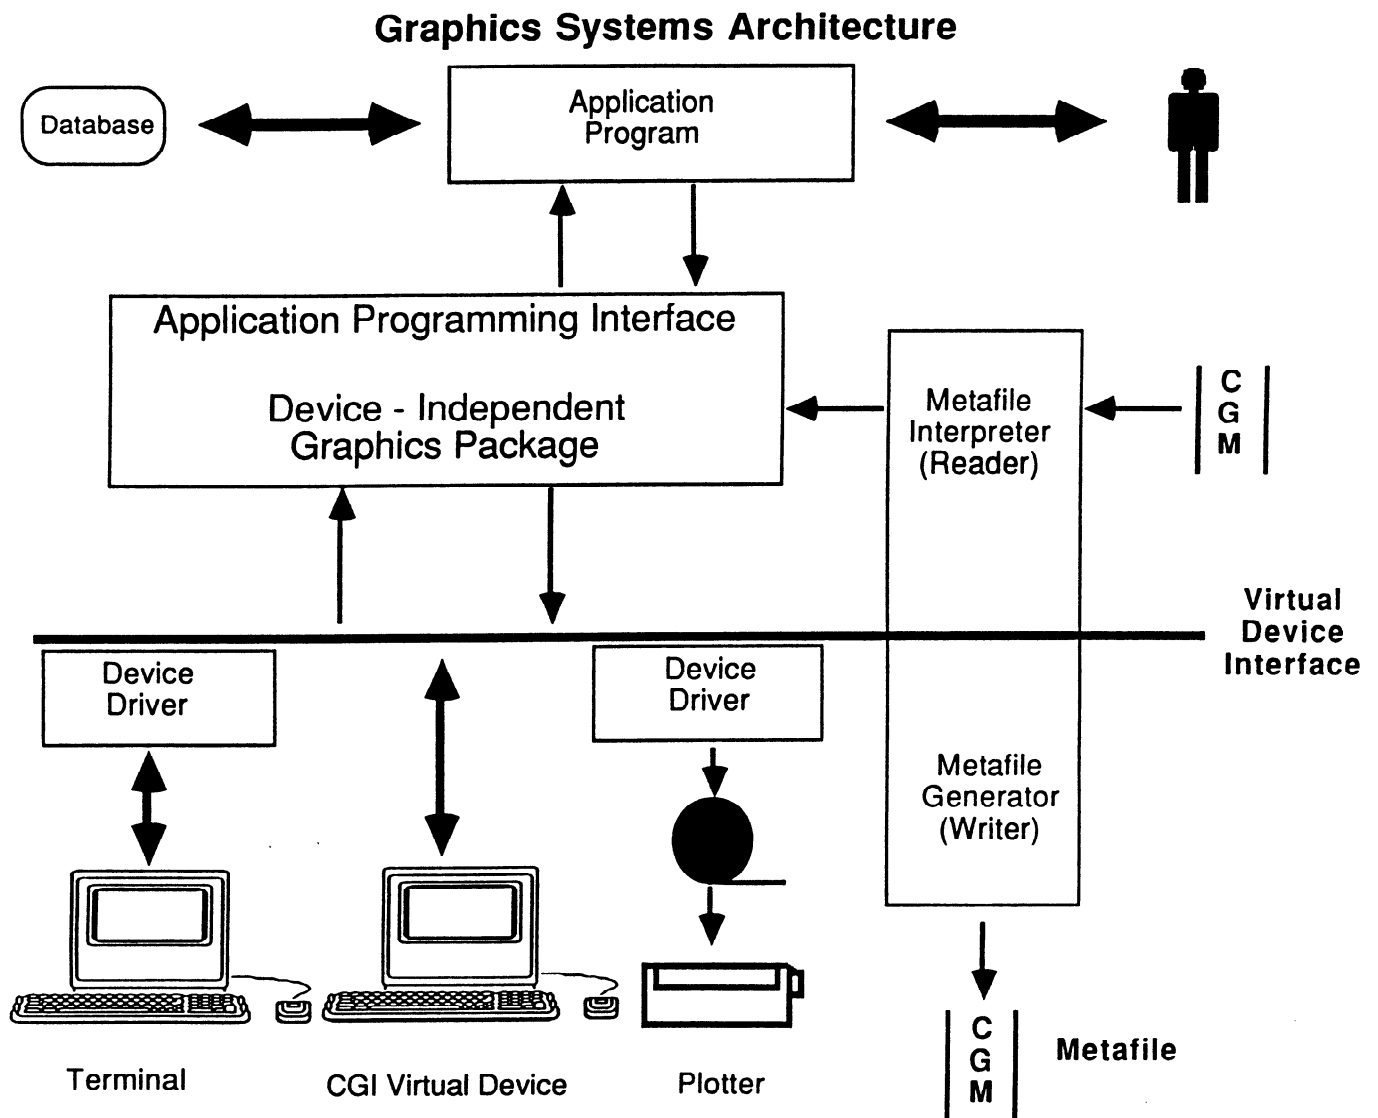 Graphics Systems Architecture
Database
Application
Program
Application Programming Interface
Device - Independent
Graphics Package
Metafile
Interpreter
(Reader)
C
G
M
Virtual
Device
Interface
Device
Driver
Device
Driver
Metafile
Generator
(Writer)
Terminal
CGI Virtual Device
Plotter
C
G
M
Metafile